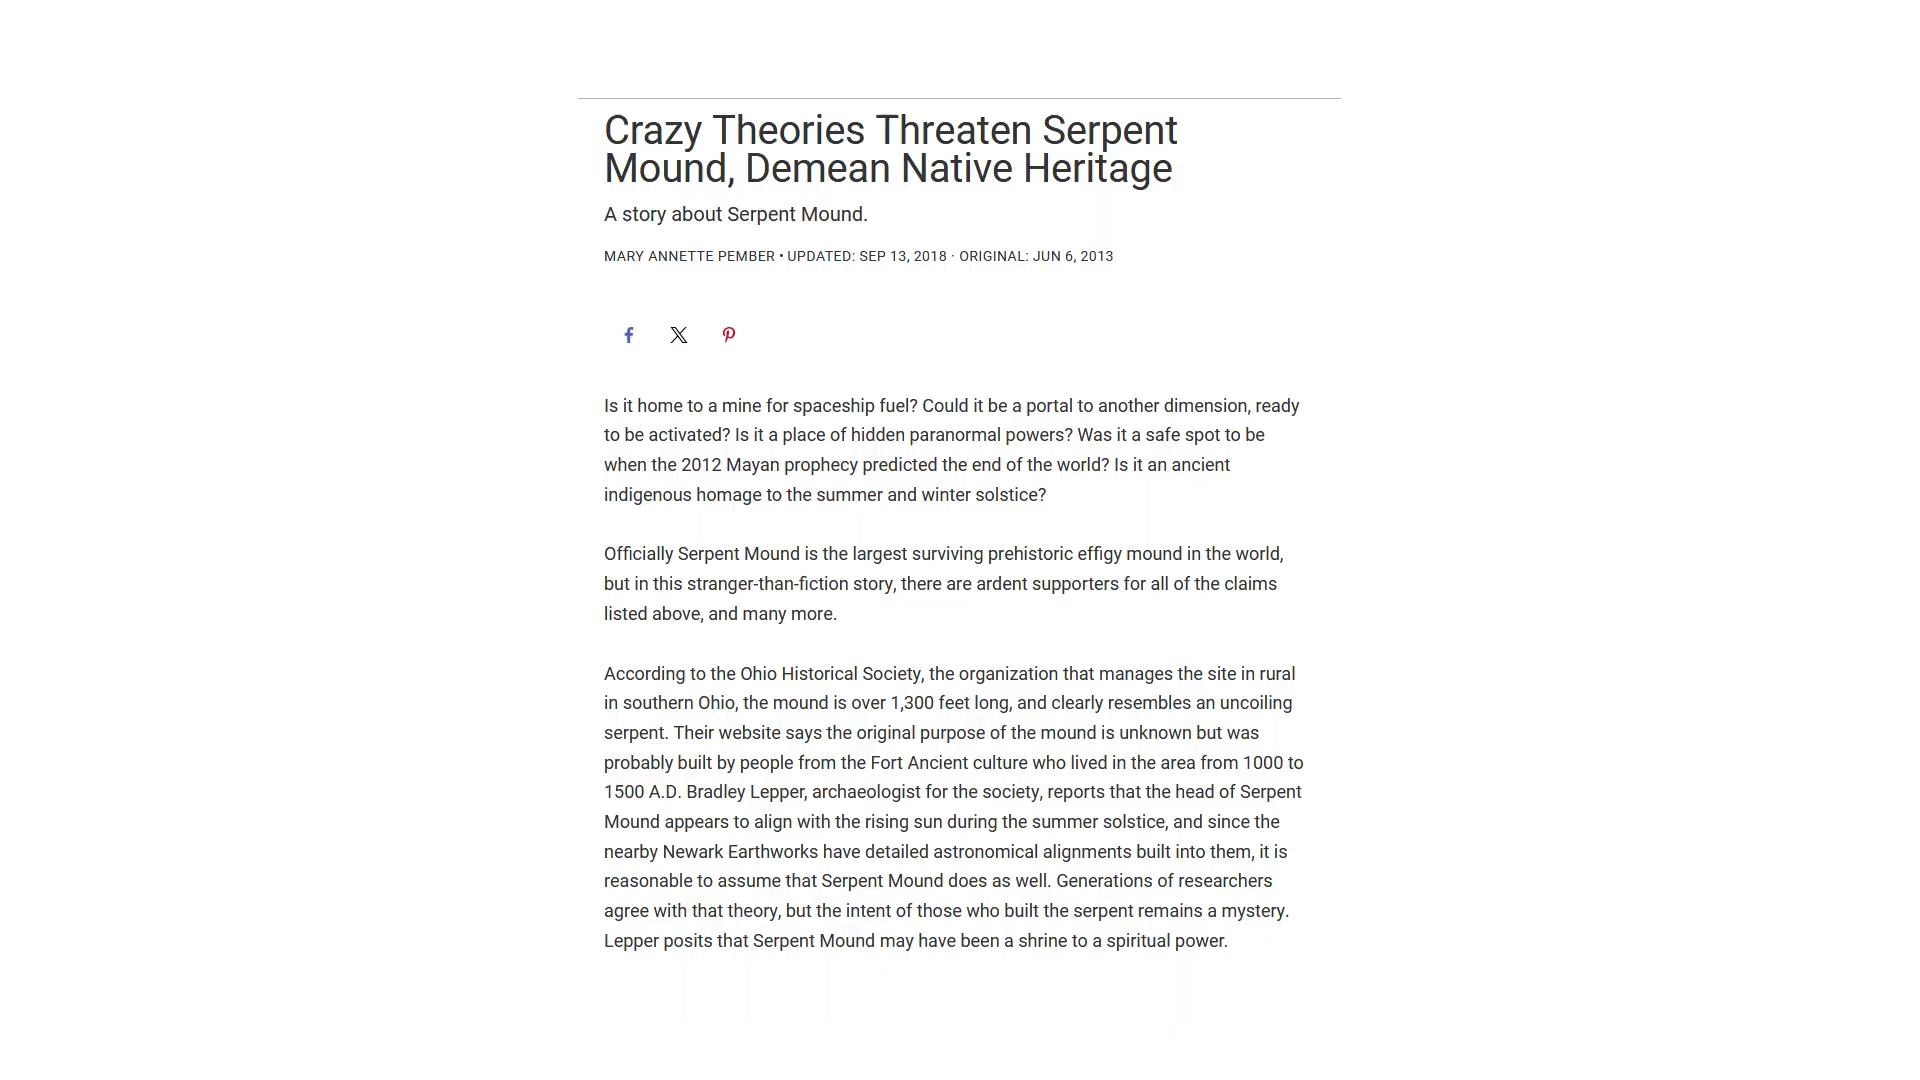 Crazy Theories Threaten Serpent
Mound, Demean Native Heritage
A story about Serpent Mound.
MARY ANNETTE PEMBER • UPDATED: SEP 13, 2018 · ORIGINAL: JUN 6, 2013
Is it home to a mine for spaceship fuel? Could it be a portal to another dimension, ready
to be activated? Is it a place of hidden paranormal powers? Was it a safe spot to be
when the 2012 Mayan prophecy predicted the end of the world? Is it an ancient
indigenous homage to the summer and winter solstice?
Officially Serpent Mound is the largest surviving prehistoric effigy mound in the world,
but in this stranger-than-fiction story, there are ardent supporters for all of the claims
listed above, and many more.
According to the Ohio Historical Society, the organization that manages the site in rural
in southern Ohio, the mound is over 1,300 feet long, and clearly resembles an uncoiling
serpent. Their website says the original purpose of the mound is unknown but was
probably built by people from the Fort Ancient culture who lived in the area from 1000 to
1500 A.D. Bradley Lepper, archaeologist for the society, reports that the head of Serpent
Mound appears to align with the rising sun during the summer solstice, and since the
nearby Newark Earthworks have detailed astronomical alignments built into them, it is
reasonable to assume that Serpent Mound does as well. Generations of researchers
agree with that theory, but the intent of those who built the serpent remains a mystery.
Lepper posits that Serpent Mound may have been a shrine to a spiritual power.